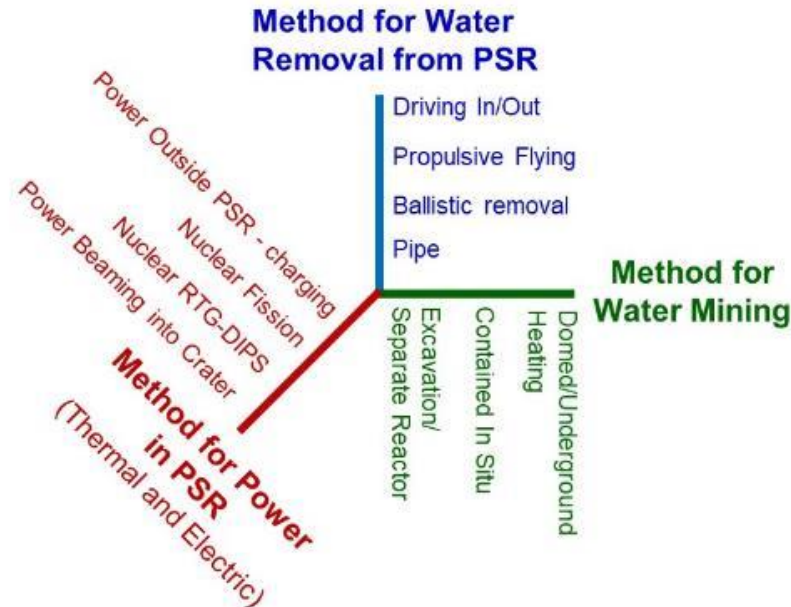 Method for Water
Removal from PSR
Driving In/Out
Propulsive Flying
Ballistic removal
Pipe
Method for
Water Mining
Excavation/
Separate Reactor
Contained In Situ
Domed/Underground
Heating
Power Outside PSR - charging
Nuclear Fission
Nuclear RTG-DIPS
Power Beaming into Crater
Method for Power
in PSR
(Thermal and Electric)